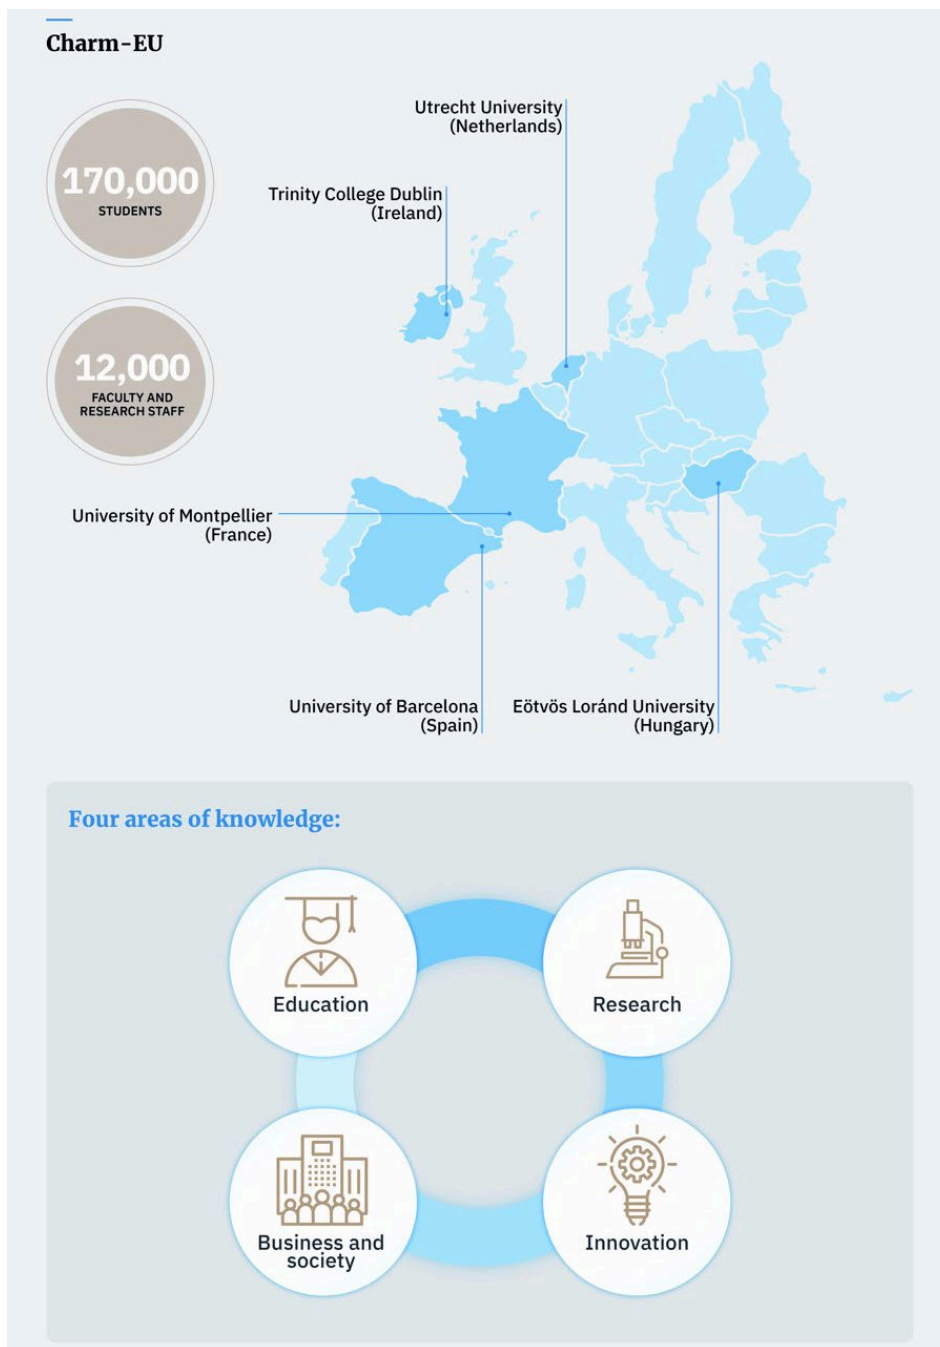 Charm-EU
170,000
STUDENTS
12,000
FACULTY AND
RESEARCH STAFF
Utrecht University
(Netherlands)
Trinity College Dublin
(Ireland)
University of Montpellier
(France)
University of Barcelona
(Spain)
Eötvös Loránd University
(Hungary)
Four areas of knowledge:
Education
Research
Business and
society
Innovation